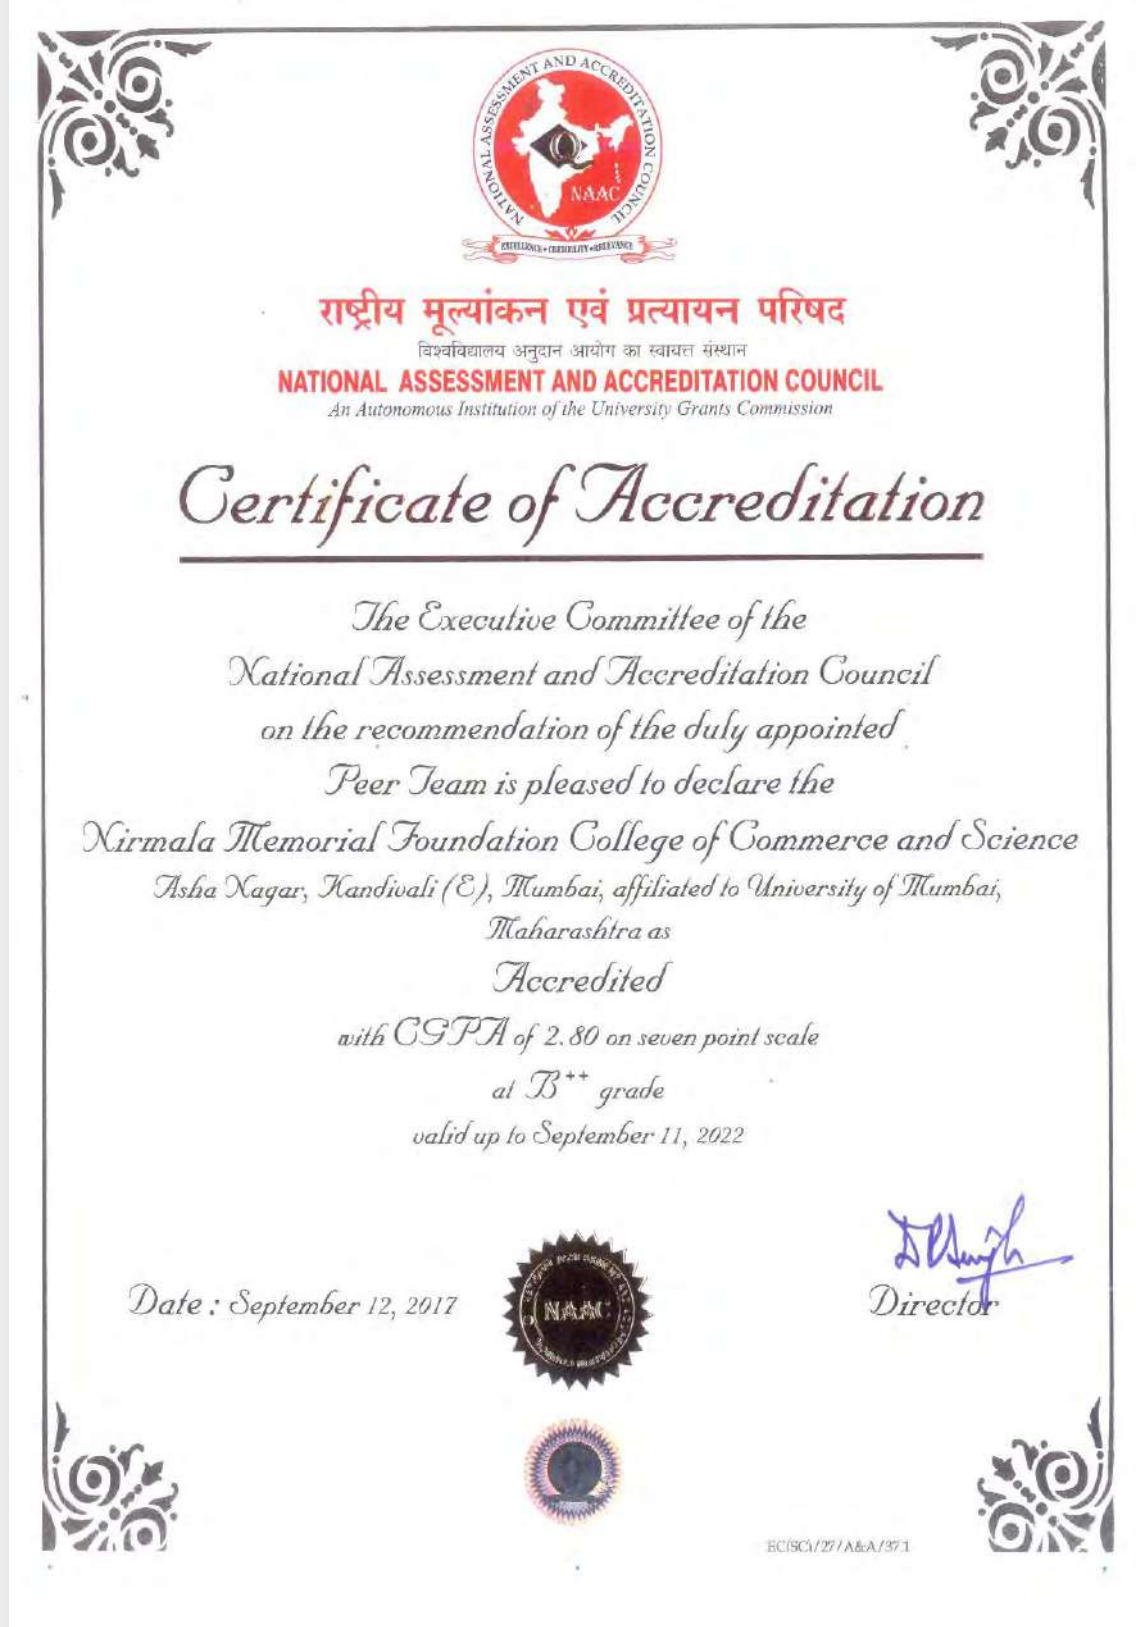 NATIONAL ASSESSMENT AND ACCREDITATION COUNCIL
NAAC
EXCELLENCE • CREDIBILITY • RELEVANCE
राष्ट्रीय मूल्यांकन एवं प्रत्यायन परिषद
विश्वविद्यालय अनुदान आयोग का स्वायत्त संस्थान
NATIONAL ASSESSMENT AND ACCREDITATION COUNCIL
An Autonomous Institution of the University Grants Commission
Certificate of Accreditation
The Executive Committee of the
National Assessment and Accreditation Council
on the recommendation of the duly appointed
Peer Team is pleased to declare the
Nirmala Memorial Foundation College of Commerce and Science
Asha Nagar, Kandivali (E), Mumbai, affiliated to University of Mumbai,
Maharashtra as
Accredited
with CGPA of 2.80 on seven point scale
at B++ grade
valid up to September 11, 2022
Date : September 12, 2017
NAAC
Director